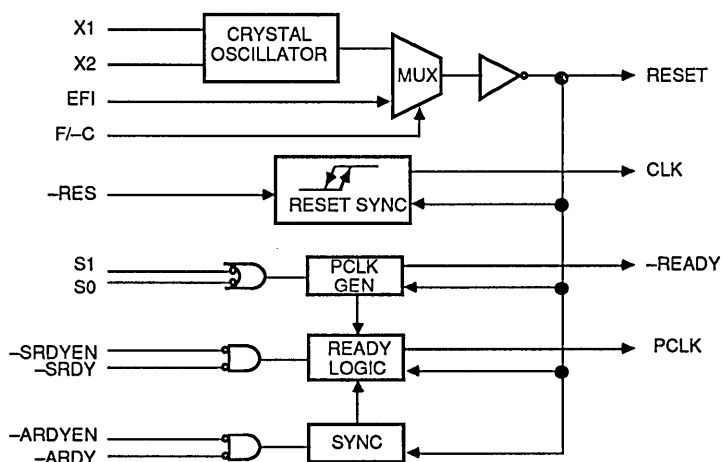 X1
X2
EFI
F/–C
CRYSTAL
OSCILLATOR
MUX
RESET
–RES
RESET SYNC
CLK
S1
S0
PCLK
GEN
–READY
–SRDYEN
–SRDY
READY
LOGIC
PCLK
–ARDYEN
–ARDY
SYNC